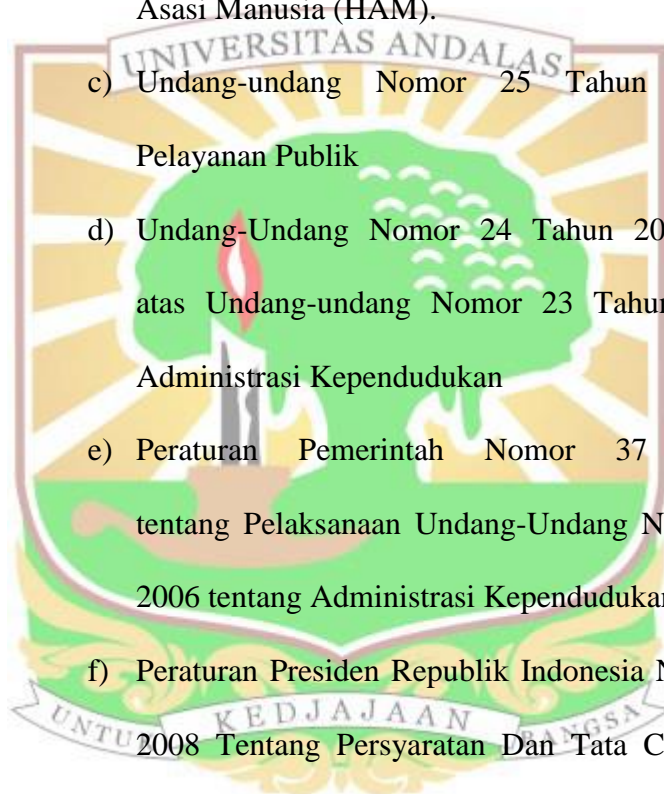 Asasi Manusia (HAM).
UNIVERSITAS ANDALAS
c) Undang-undang Nomor 25 Tahun
Pelayanan Publik
d) Undang-Undang Nomor 24 Tahun 20
atas Undang-undang Nomor 23 Tahun
Administrasi Kependudukan
e) Peraturan Pemerintah Nomor 37
tentang Pelaksanaan Undang-Undang N
2006 tentang Administrasi Kependudukan
f) Peraturan Presiden Republik Indonesia N
UNTU KEDJAJAAN BANGSA
2008 Tentang Persyaratan Dan Tata C